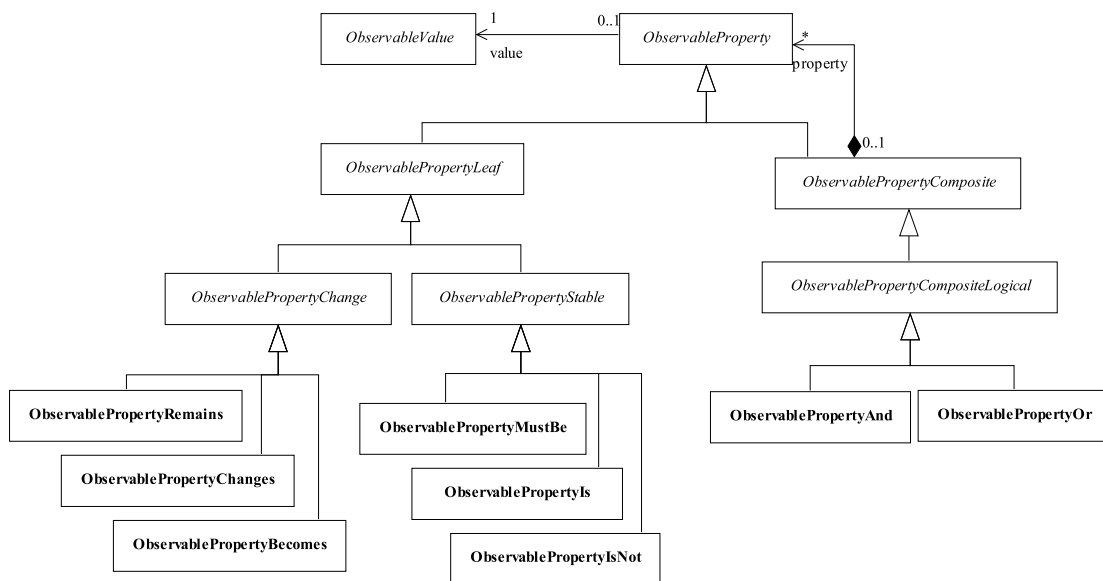 1
0..1
ObservableValue
ObservableProperty
*
value
property
0..1
ObservablePropertyLeaf
ObservablePropertyComposite
ObservablePropertyChange
ObservablePropertyStable
ObservablePropertyCompositeLogical
ObservablePropertyRemains
ObservablePropertyMustBe
ObservablePropertyAnd
ObservablePropertyOr
ObservablePropertyChanges
ObservablePropertyIs
ObservablePropertyBecomes
ObservablePropertyIsNot